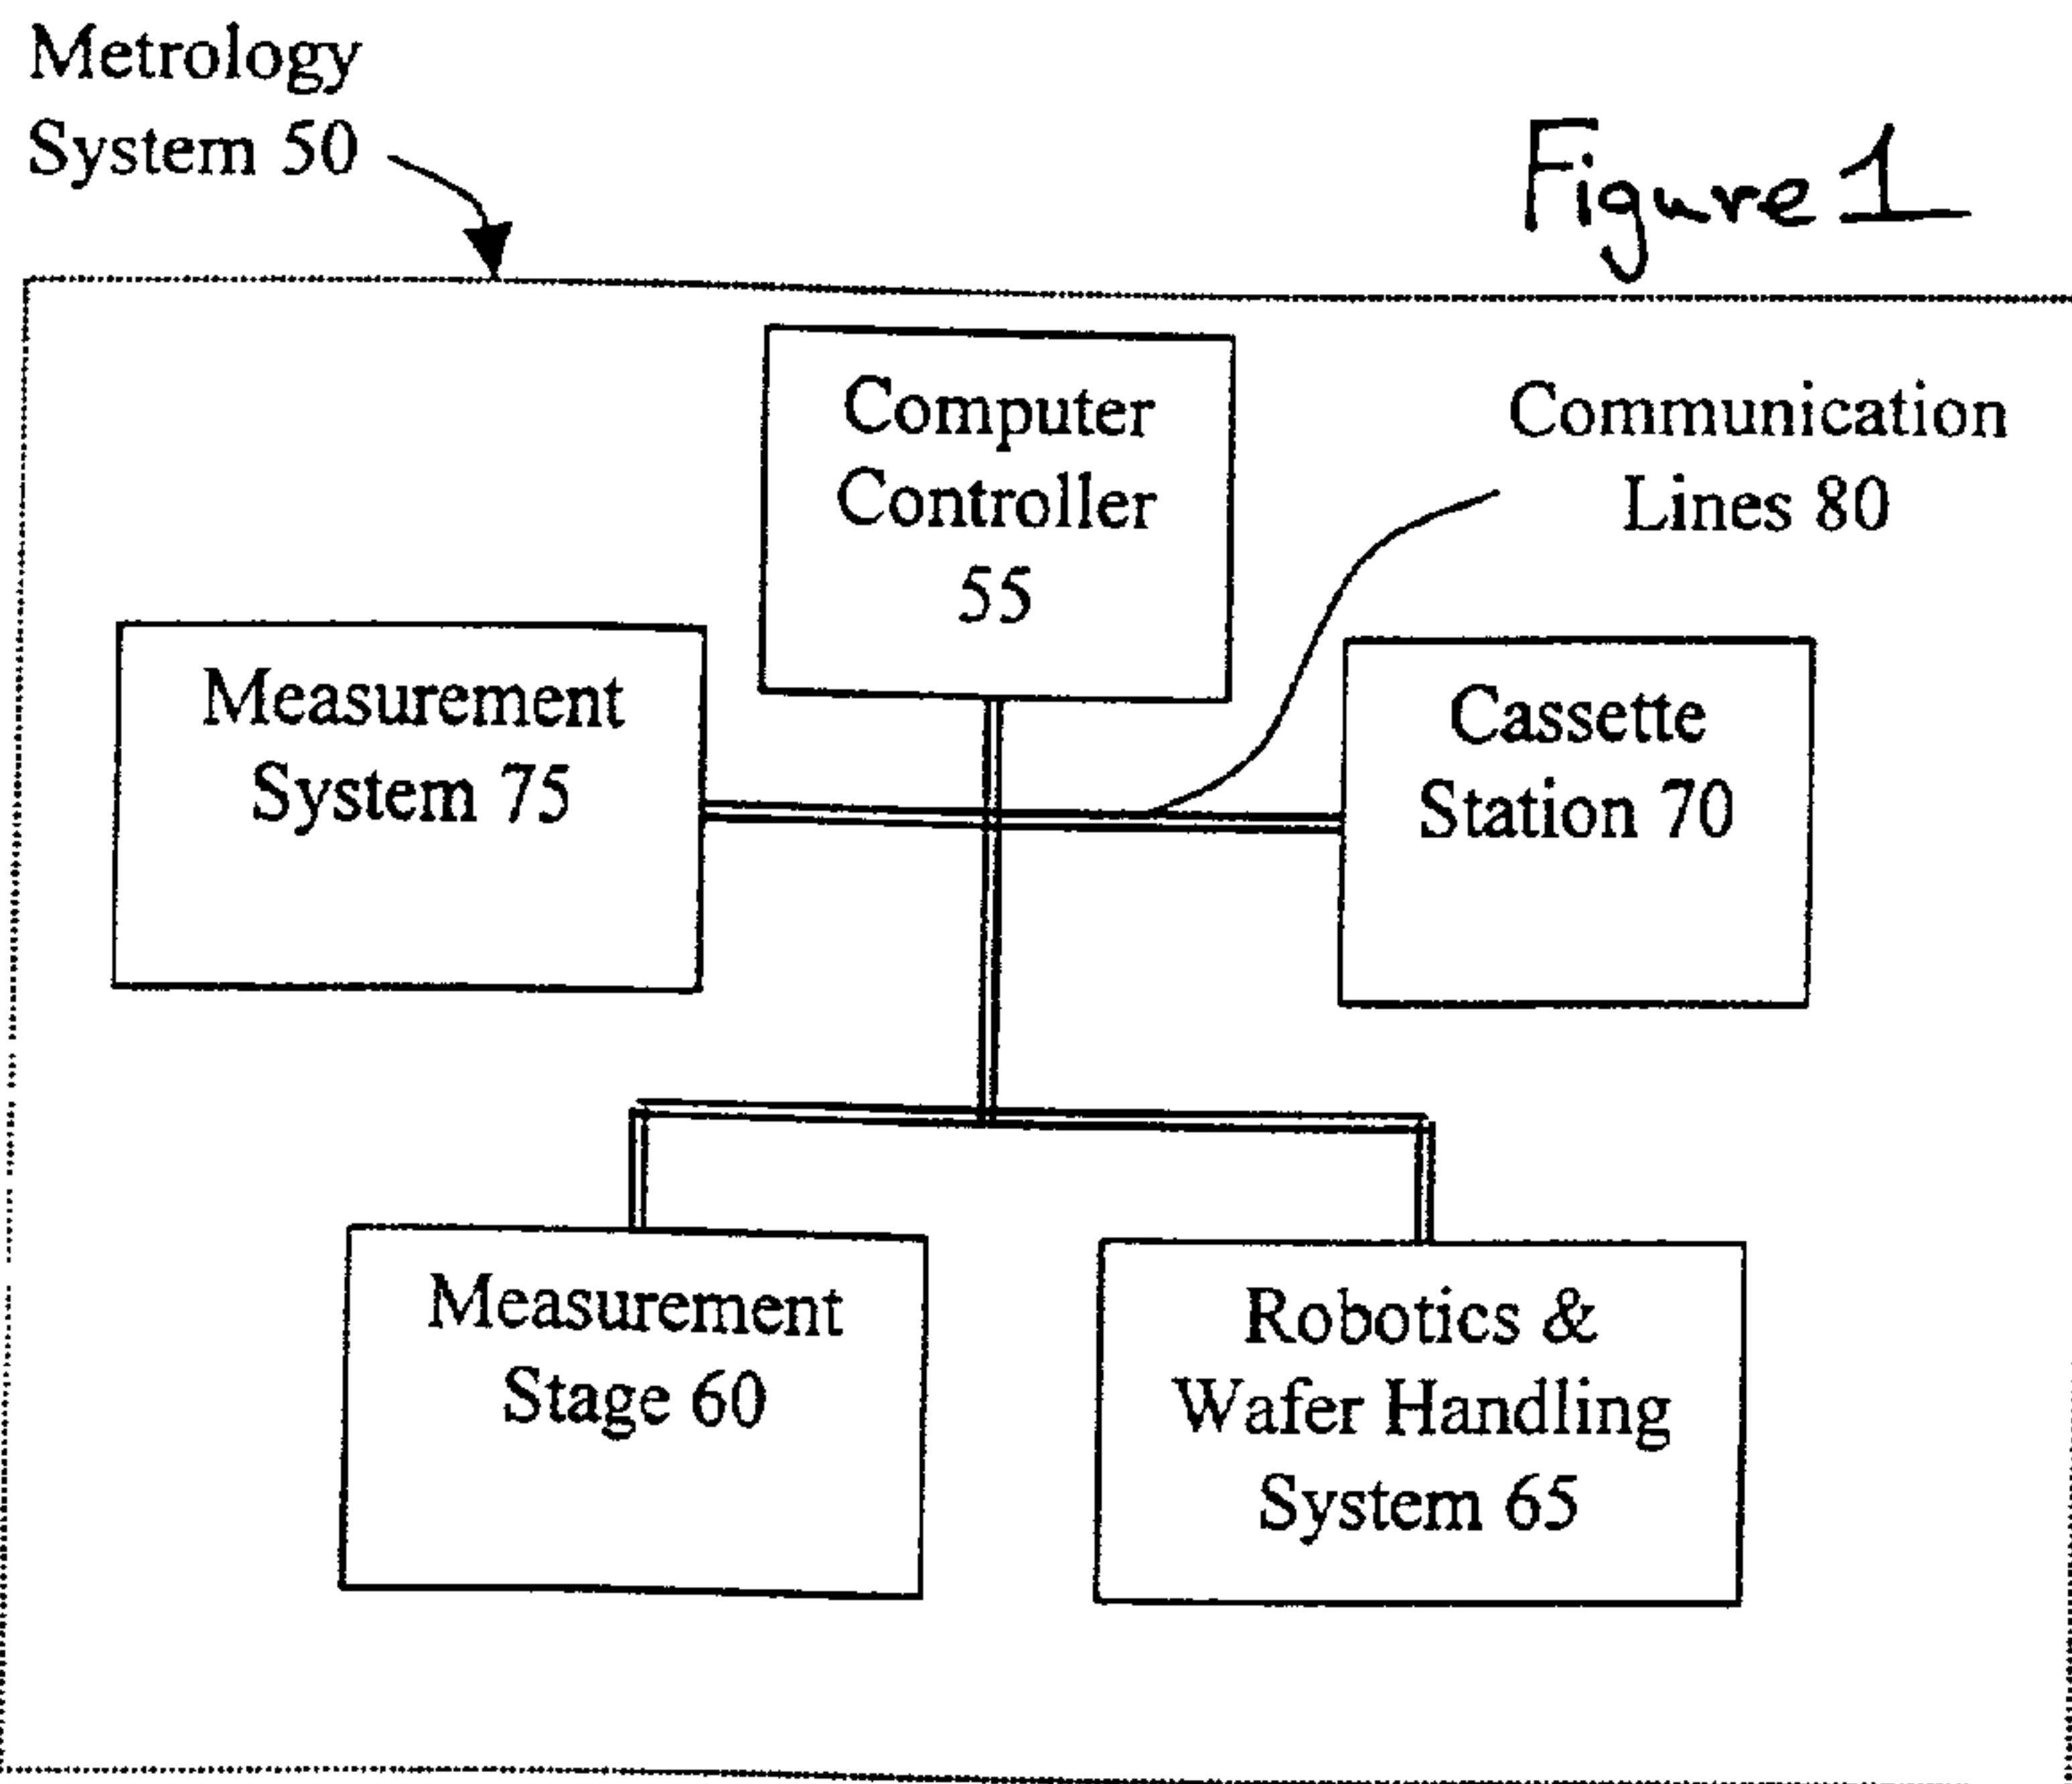 Metrology
System 50
Figure 1
Computer
Controller
55
Communication
Lines 80
Measurement
System 75
Cassette
Station 70
Measurement
Stage 60
Robotics &
Wafer Handling
System 65